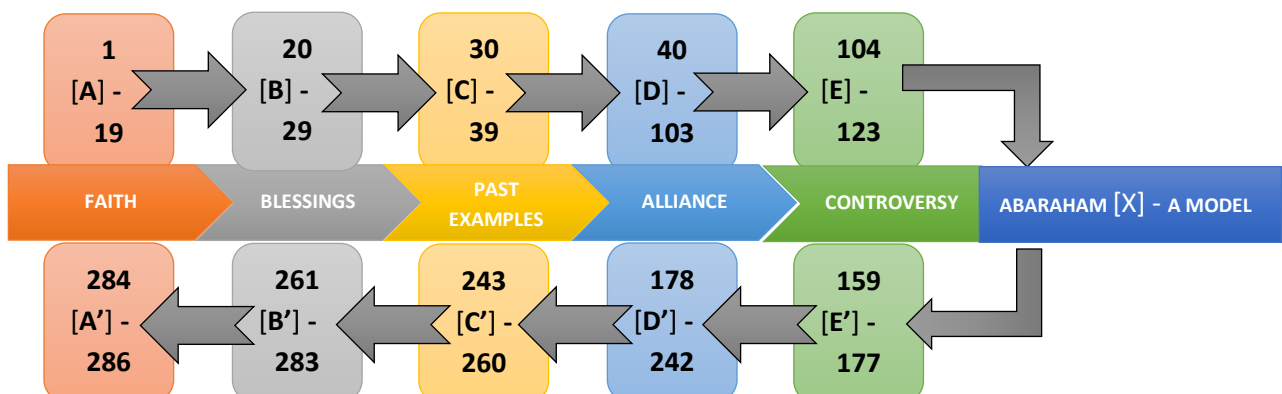 1
[A] -
19
20
[B] -
29
30
[C] -
39
40
[D] -
103
104
[E] -
123
FAITH
BLESSINGS
PAST
EXAMPLES
ALLIANCE
CONTROVERSY
ABARAHAM [X] - A MODEL
284
[A’] -
286
261
[B’] -
283
243
[C’] -
260
178
[D’] -
242
159
[E’] -
177